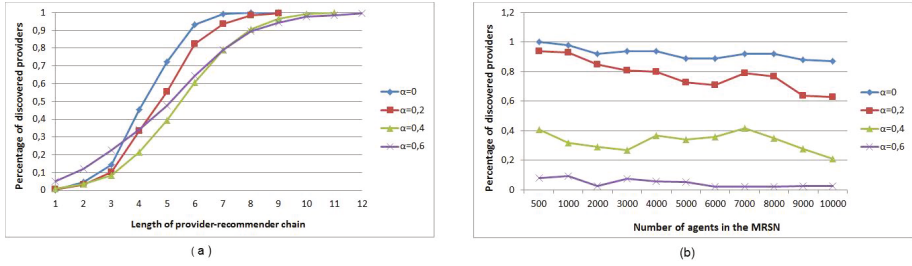 Percentage of discovered providers
1
0,9
0,8
0,7
0,6
0,5
0,4
0,3
0,2
0,1
0
1 2 3 4 5 6 7 8 9 10 11 12
Length of provider-recommender chain
α=0
α=0,2
α=0,4
α=0,6
( a )
Percentage of discovered providers
1,2
1
0,8
0,6
0,4
0,2
0
500 1000 2000 3000 4000 5000 6000 7000 8000 9000 10000
Number of agents in the MRSN
α=0
α=0,2
α=0,4
α=0,6
(b)